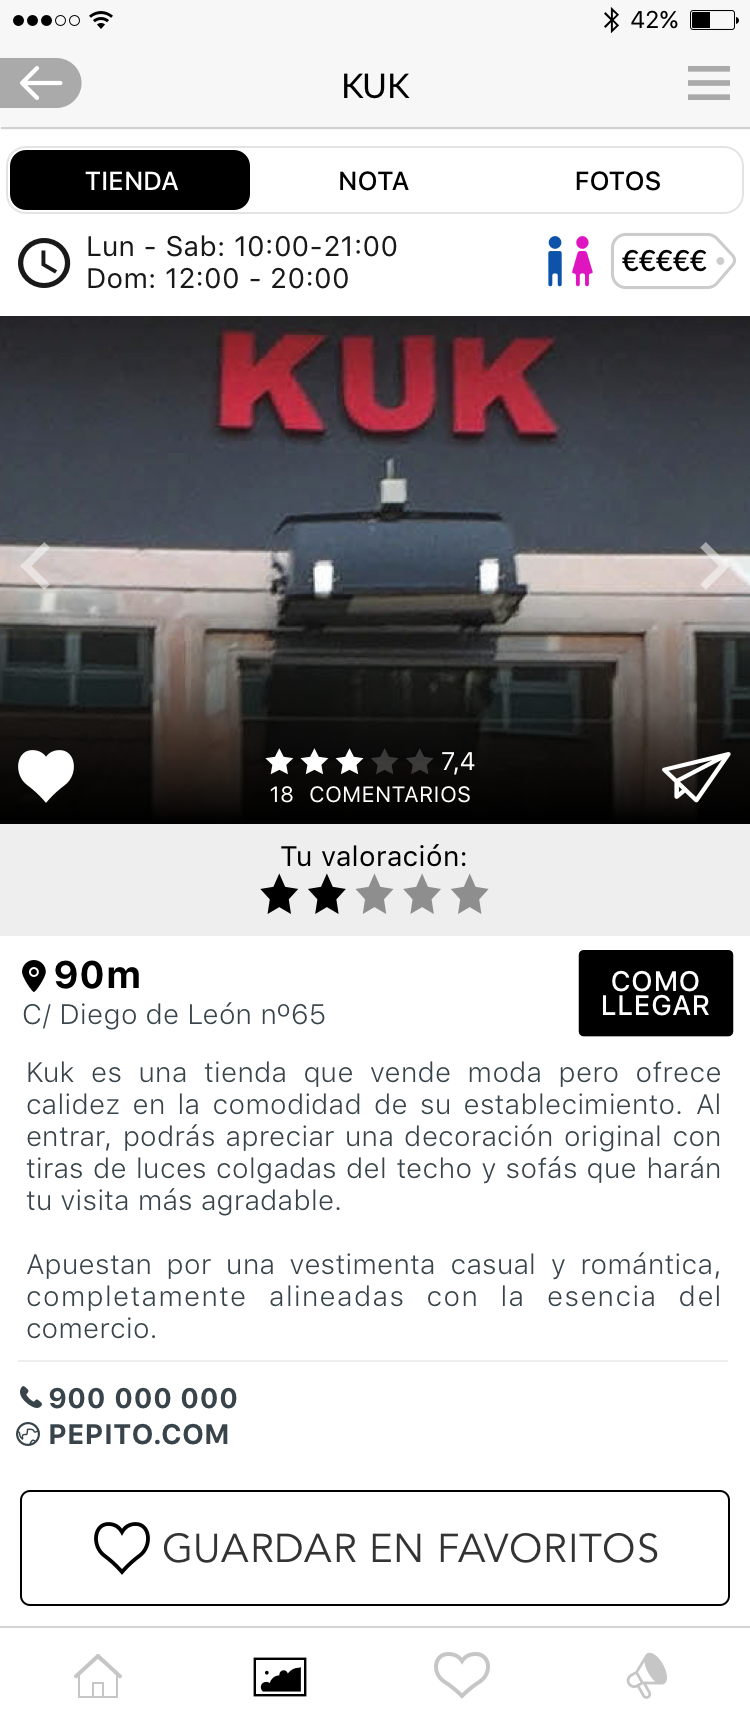 42%
KUK
TIENDA
NOTA
FOTOS
Lun - Sab: 10:00-21:00
Dom: 12:00 - 20:00
€€€€€
KUK
7,4
18 COMENTARIOS
Tu valoración:
90m
C/ Diego de León nº65
COMO
LLEGAR
Kuk es una tienda que vende moda pero ofrece
calidez en la comodidad de su establecimiento. Al
entrar, podrás apreciar una decoración original con
tiras de luces colgadas del techo y sofás que harán
tu visita más agradable.
Apuestan por una vestimenta casual y romántica,
completamente alineadas con la esencia del
comercio.
900 000 000
PEPITO.COM
GUARDAR EN FAVORITOS